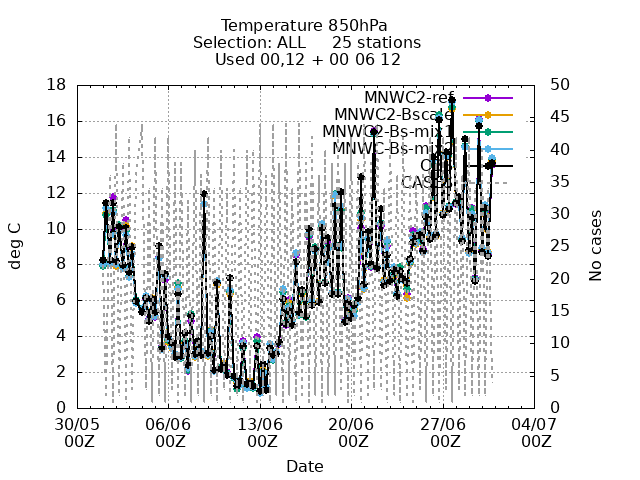 Temperature 850hPa
Selection: ALL 25 stations
Used 00,12 + 00 06 12
deg C
No cases
18
16
14
12
10
8
6
4
2
0
50
45
40
35
30
25
20
15
10
5
0
MNWC2-ref
MNWC2-Bscale
MNWC2-Bs-mix1
30/05 06/06 13/06 20/06 27/06 04/07
00Z 00Z 00Z 00Z 00Z 00Z
Date